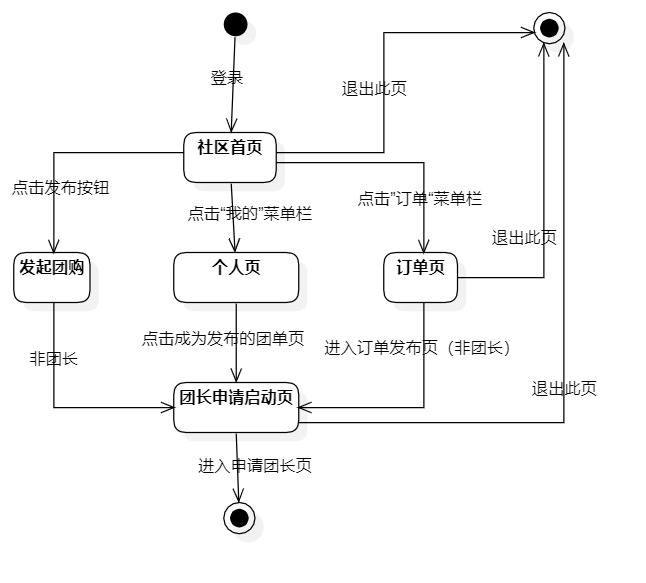 登录
退出此页
社区首页
点击发布按钮
点击“我的”菜单栏
点击”订单“菜单栏
退出此页
发起团购
个人页
订单页
点击成为发布的团单页
进入订单发布页（非团长）
非团长
退出此页
团长申请启动页
进入申请团长页